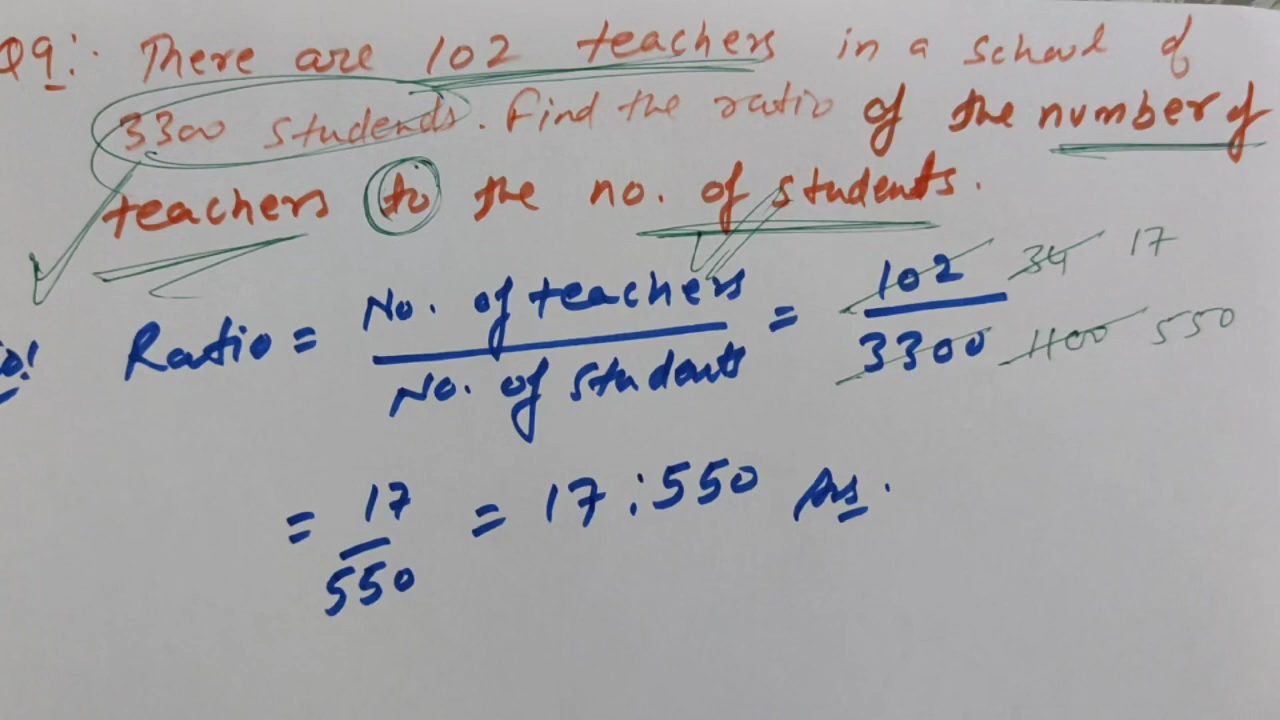 Q9:. There are 102 teachers in a school of
3300 students. Find the ratio of the number of
teachers to the no. of students.
Ratio = No. of teachers / No. of students = 102 / 3300 34 / 1100 17 / 550
= 17 / 550 = 17 : 550 Ans.